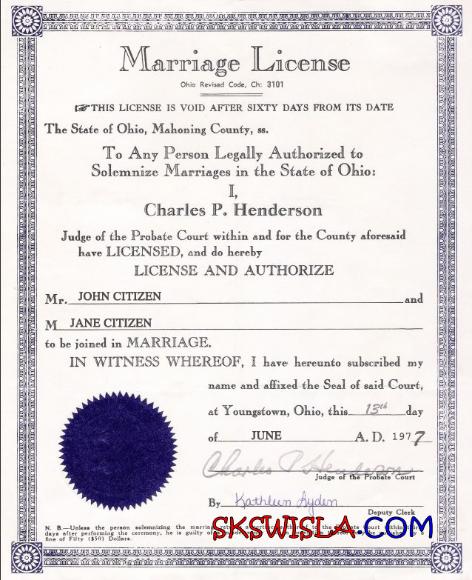 Marriage License
Ohio Revised Code, Ch: 3101
☞THIS LICENSE IS VOID AFTER SIXTY DAYS FROM ITS DATE
The State of Ohio, Mahoning County, ss.
To Any Person Legally Authorized to
Solemnize Marriages in the State of Ohio:
I,
Charles P. Henderson
Judge of the Probate Court within and for the County aforesaid
have LICENSED, and do hereby
LICENSE AND AUTHORIZE
Mr. JOHN CITIZEN and
M JANE CITIZEN
to be joined in MARRIAGE.
IN WITNESS WHEREOF, I have hereunto subscribed my
name and affixed the Seal of said Court,
at Youngstown, Ohio, this 13th day
of JUNE A. D. 1977
Charles P Henderson
Judge of the Probate Court
By Kathleen Ayden
Deputy Clerk
SKSWISLA.COM
N. B.—Unless the person solemnizing the
days after performing the ceremony, he is guilty of
fine of Fifty ($50) Dollars.